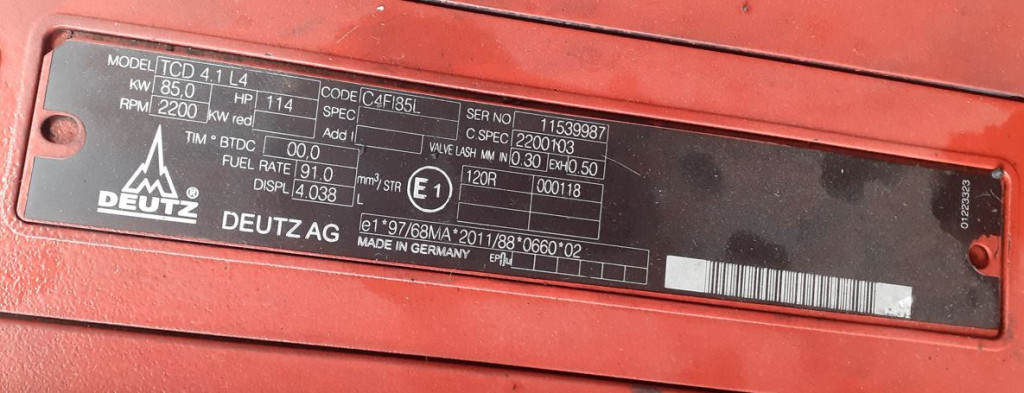 MODEL TCD 4.1 L4
KW 85,0 HP 114
RPM 2200 KW red
CODE C4FI85L
SPEC
Add I
SER NO 11539987
C.SPEC 2200103
VALVE LASH MM IN 0.30 EXH 0.50
TIM ° BTDC 00,0
FUEL RATE 91.0 mm³/STR
DISPL 4.038 L
E1
120R 000118
DEUTZ ®
DEUTZ AG
e1*97/68MA*2011/88*0660*02
MADE IN GERMANY
01223323